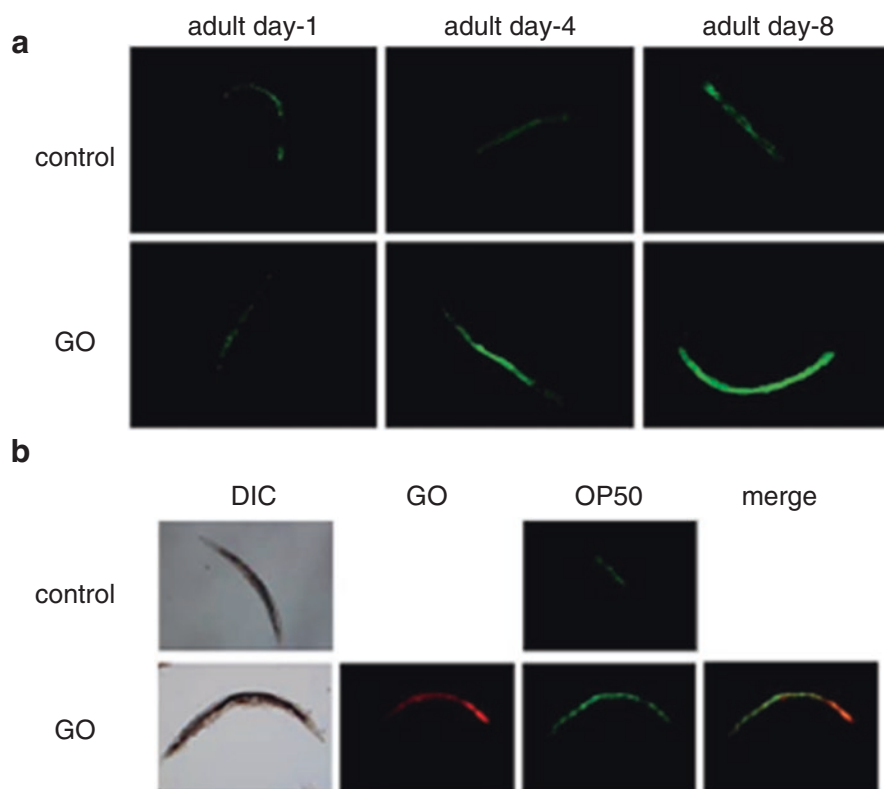 a
adult day-1 adult day-4 adult day-8
control
GO
b
DIC GO OP50 merge
control
GO